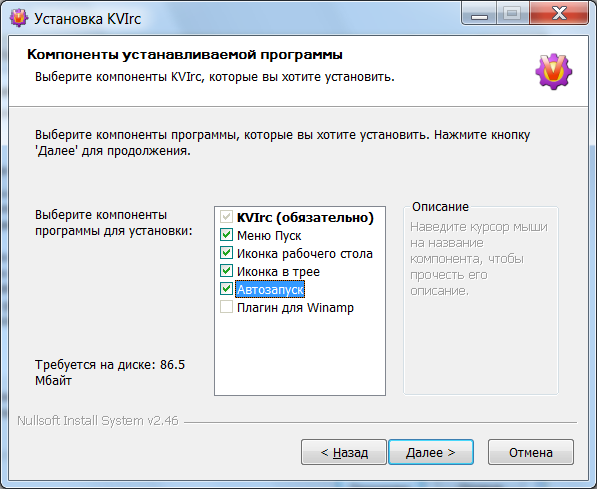 Установка KVIrc
Компоненты устанавливаемой программы
Выберите компоненты KVIrc, которые вы хотите установить.
Выберите компоненты программы, которые вы хотите установить. Нажмите кнопку
'Далее' для продолжения.
Выберите компоненты
программы для установки:
KVIrc (обязательно)
Меню Пуск
Иконка рабочего стола
Иконка в трее
Автозапуск
Плагин для Winamp
Описание
Наведите курсор мыши
на название
компонента, чтобы
прочесть его
описание.
Требуется на диске: 86.5
Мбайт
Nullsoft Install System v2.46
< Назад
Далее >
Отмена